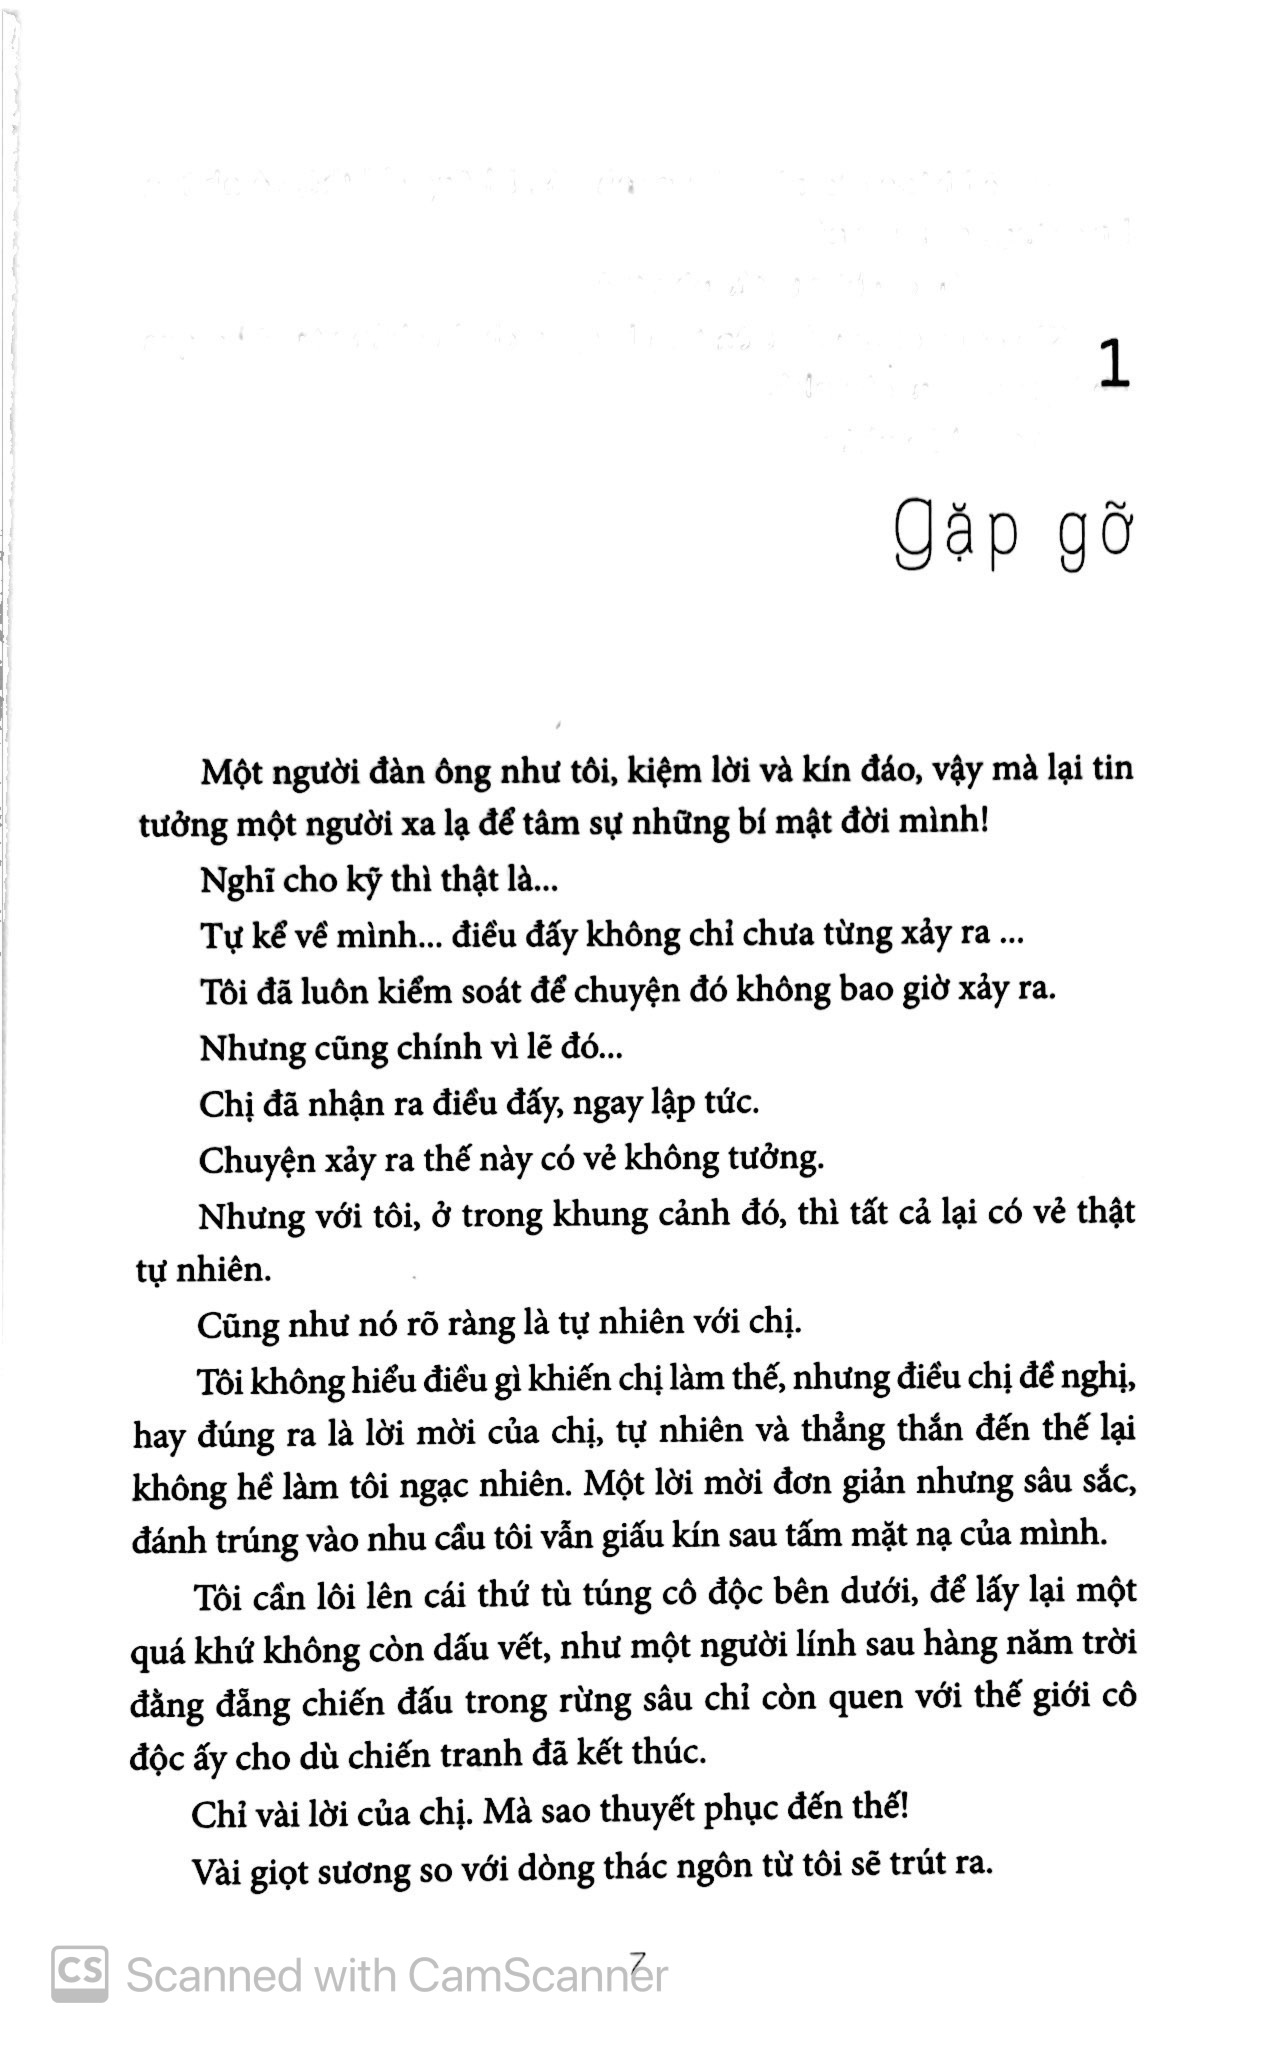 1
Gặp gỡ
Một người đàn ông như tôi, kiệm lời và kín đáo, vậy mà lại tin
tưởng một người xa lạ để tâm sự những bí mật đời mình!
Nghĩ cho kỹ thì thật là...
Tự kể về mình... điều đấy không chỉ chưa từng xảy ra ...
Tôi đã luôn kiểm soát để chuyện đó không bao giờ xảy ra.
Nhưng cũng chính vì lẽ đó...
Chị đã nhận ra điều đấy, ngay lập tức.
Chuyện xảy ra thế này có vẻ không tưởng.
Nhưng với tôi, ở trong khung cảnh đó, thì tất cả lại có vẻ thật
tự nhiên.
Cũng như nó rõ ràng là tự nhiên với chị.
Tôi không hiểu điều gì khiến chị làm thế, nhưng điều chị đề nghị,
hay đúng ra là lời mời của chị, tự nhiên và thẳng thắn đến thế lại
không hề làm tôi ngạc nhiên. Một lời mời đơn giản nhưng sâu sắc,
đánh trúng vào nhu cầu tôi vẫn giấu kín sau tấm mặt nạ của mình.
Tôi cần lôi lên cái thứ tù túng cô độc bên dưới, để lấy lại một
quá khứ không còn dấu vết, như một người lính sau hàng năm trời
đằng đẵng chiến đấu trong rừng sâu chỉ còn quen với thế giới cô
độc ấy cho dù chiến tranh đã kết thúc.
Chỉ vài lời của chị. Mà sao thuyết phục đến thế!
Vài giọt sương so với dòng thác ngôn từ tôi sẽ trút ra.
7
CS Scanned with CamScanner